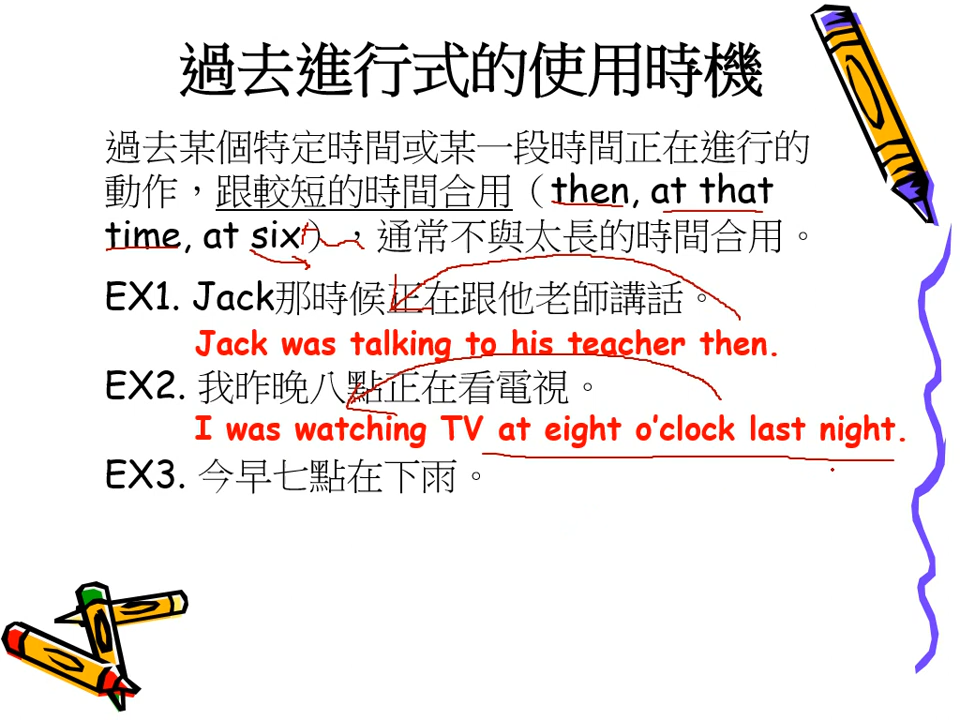 過去進行式的使用時機
過去某個特定時間或某一段時間正在進行的
動作，跟較短的時間合用（then, at that
time, at six），通常不與太長的時間合用。
EX1. Jack那時候正在跟他老師講話。
Jack was talking to his teacher then.
EX2. 我昨晚八點正在看電視。
I was watching TV at eight o’clock last night.
EX3. 今早七點在下雨。